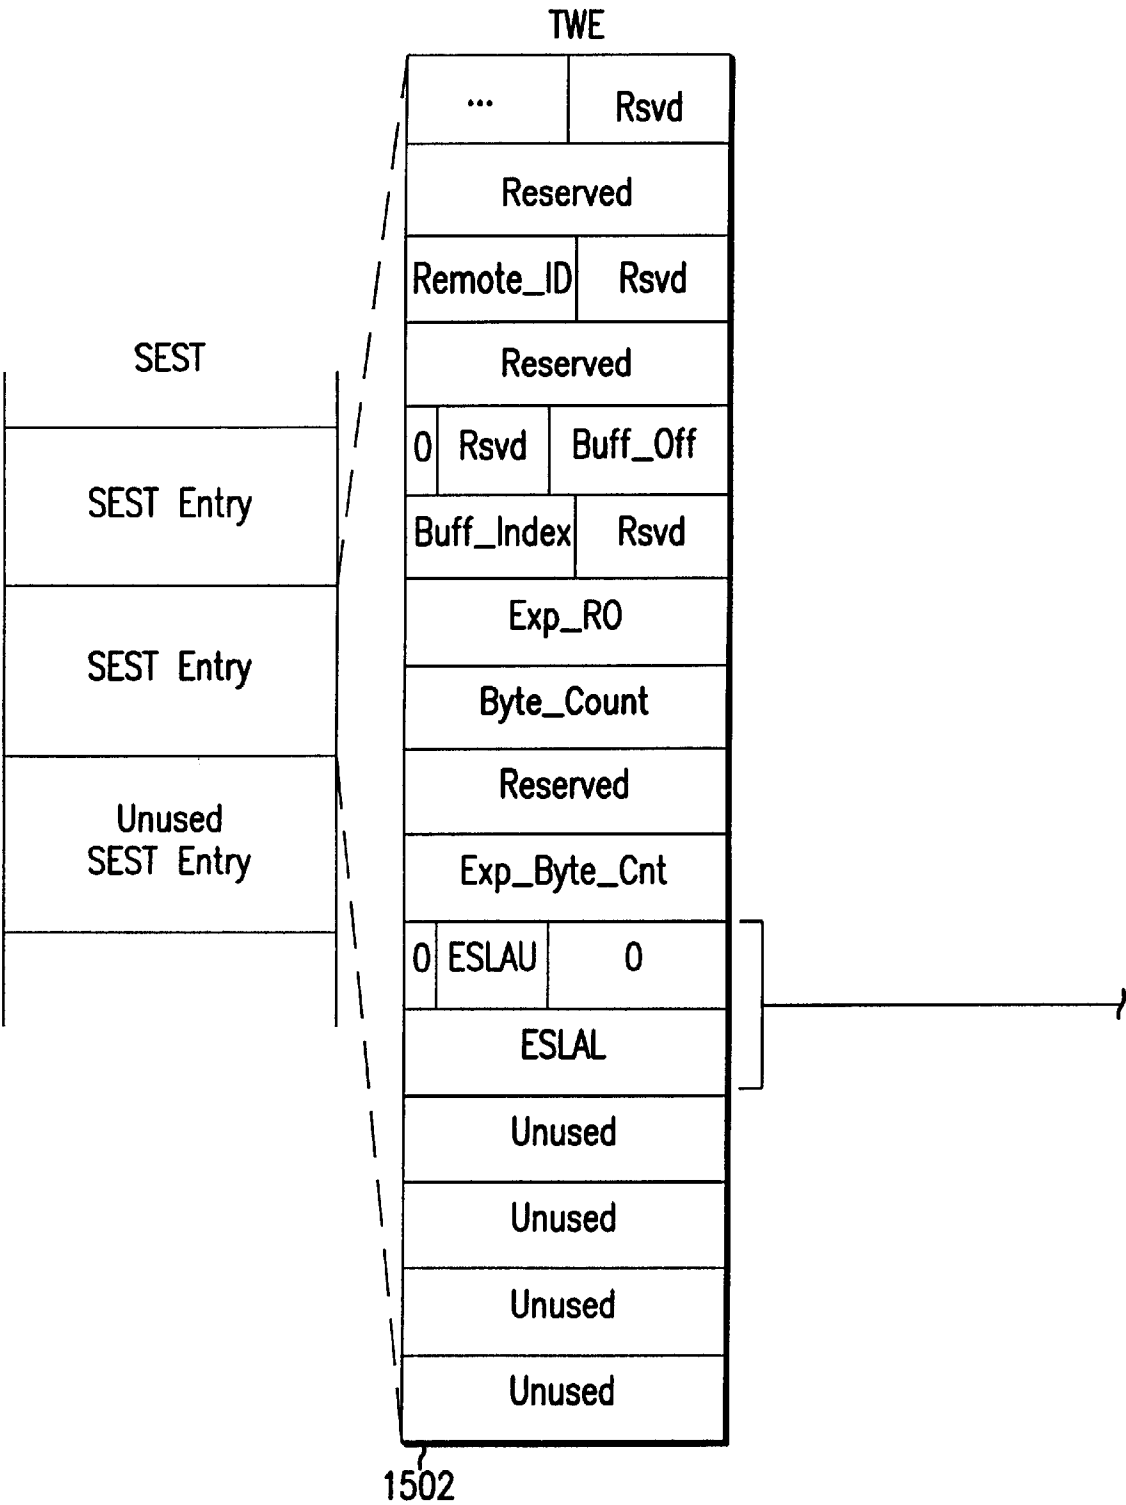 TWE
... Rsvd
Reserved
Remote_ID Rsvd
Reserved
0 Rsvd Buff_Off
Buff_Index Rsvd
Exp_RO
Byte_Count
Reserved
Exp_Byte_Cnt
0 ESLAU 0
ESLAL
Unused
Unused
Unused
Unused
1502
SEST
SEST Entry
SEST Entry
Unused
SEST Entry